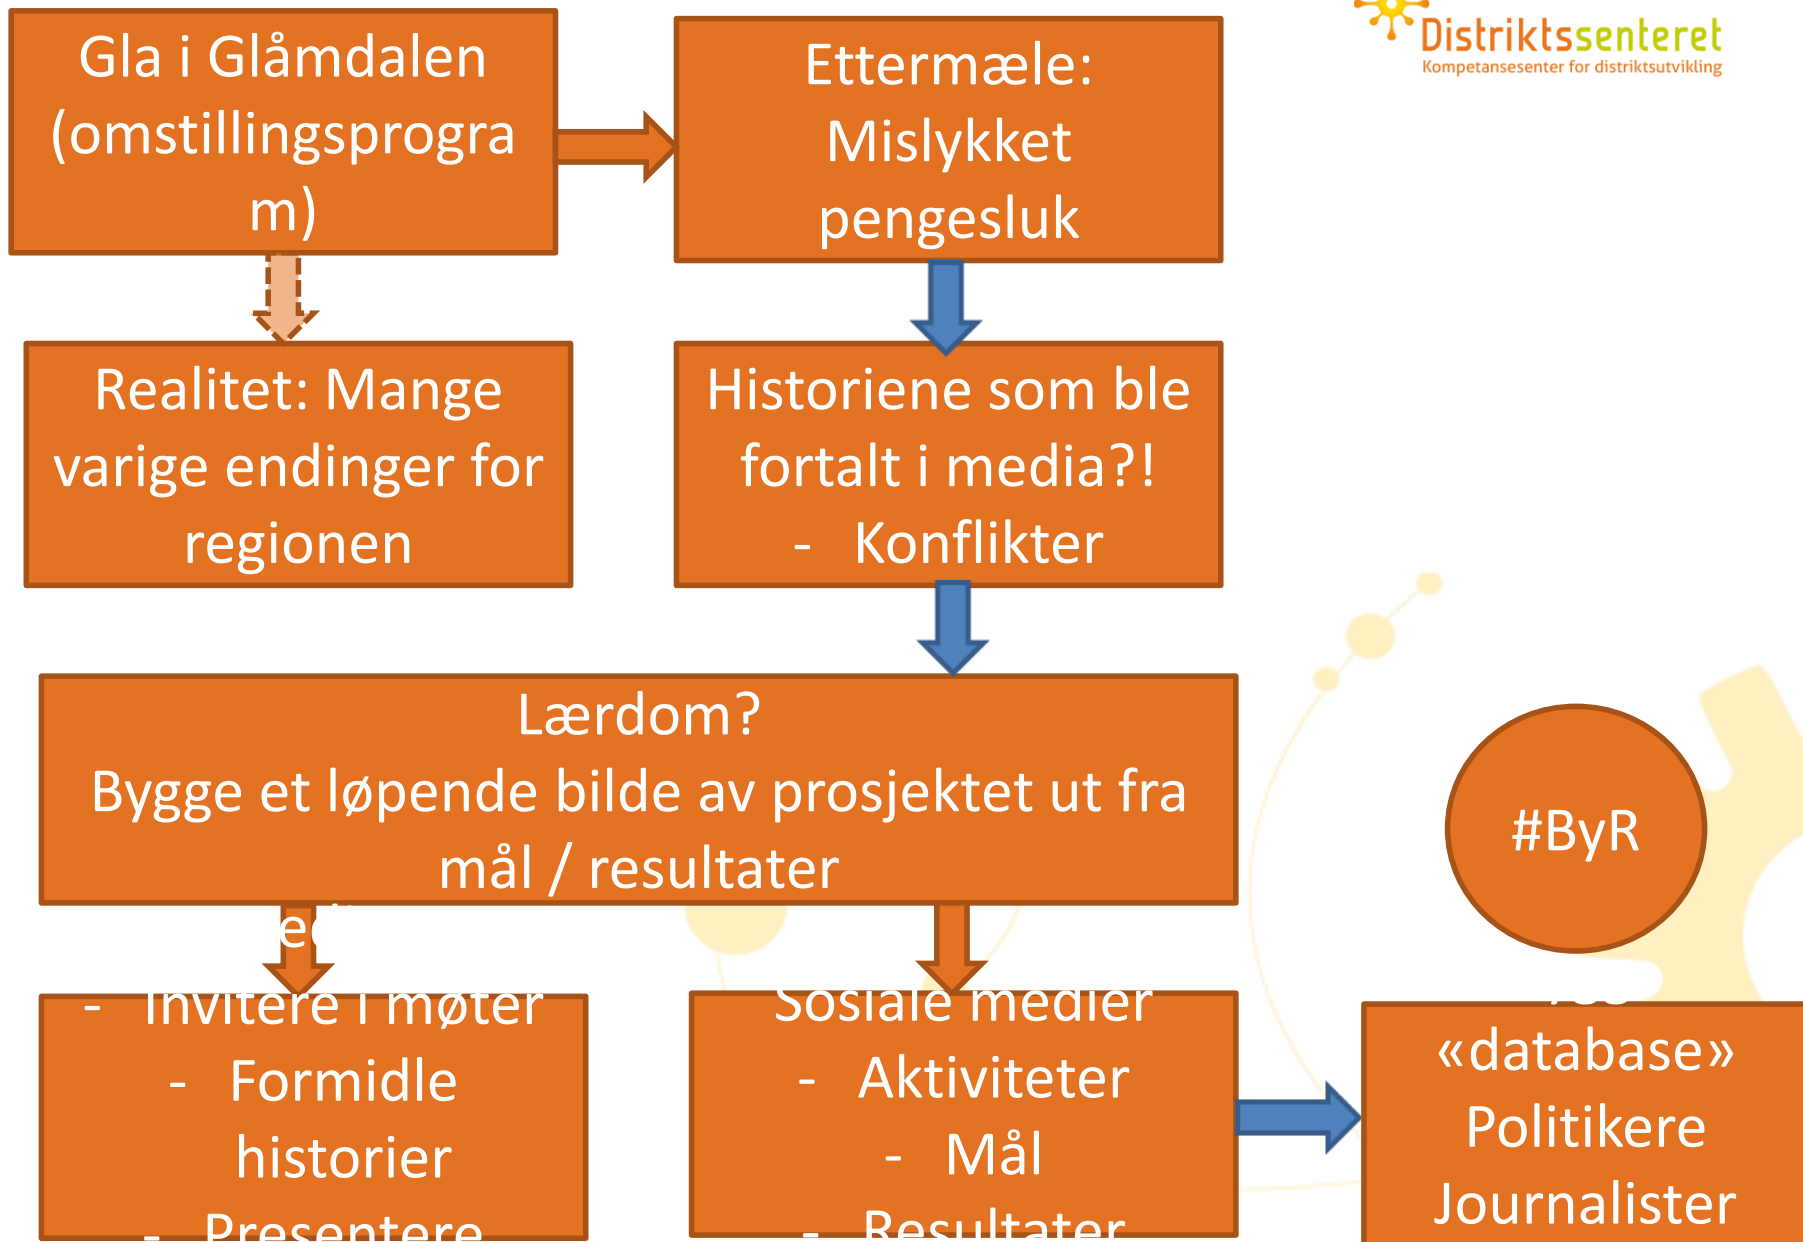 Distriktssenteret
Kompetansesenter for distriktsutvikling
Gla i Glåmdalen
(omstillingsprogra
m)
Ettermæle:
Mislykket
pengesluk
Realitet: Mange
varige endinger for
regionen
Historiene som ble
fortalt i media?!
- Konflikter
Lærdom?
Bygge et løpende bilde av prosjektet ut fra
mål / resultater
#ByR
- Invitere i møter
- Formidle
historier
- Presentere
Sosiale medier
- Aktiviteter
- Mål
- Resultater
«database»
Politikere
Journalister